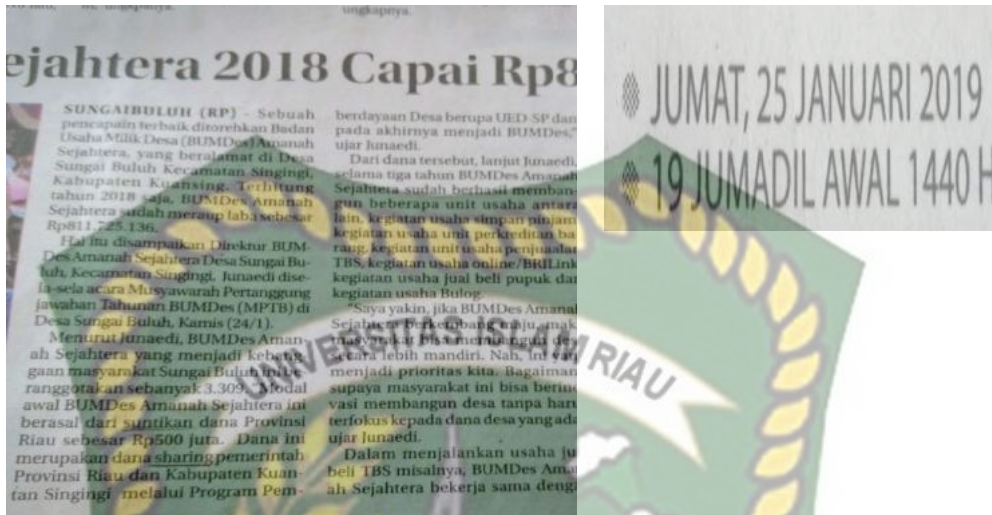 ungkapnya.
ejahtera 2018 Capai Rp8
SUNGAIBULUH (RP) - Sebuah
pencapain terbaik ditorehkan Badan
Usaha Milik Desa (BUMDes) Amanah
Sejahtera, yang beralamat di Desa
Sungai Buluh Kecamatan Singingi,
Kabupaten Kuansing. Terhitung
tahun 2018 saja, BUMDes Amanah
Sejahtera sudah meraup laba sebesar
Rp811.725.136.
Hal itu disampaikan Direktur BUM-
Des Amanah Sejahtera Desa Sungai Bu-
luh, Kecamatan Singingi, Junaedi dise-
la-sela acara Musyawarah Pertanggung
jawaban Tahunan BUMDes (MPTB) di
Desa Sungai Buluh, Kamis (24/1).
Menurut Junaedi, BUMDes Aman-
ah Sejahtera yang menjadi kebang-
gaan masyarakat Sungai Buluh ini be
ranggotakan sebanyak 3.309. "Modal
awal BUMDes Amanah Sejahtera ini
berasal dari suntikan dana Provinsi
Riau sebesar Rp500 juta. Dana ini
merupakan dana sharing pemerintah
Provinsi Riau dan Kabupaten Kuan-
tan Singingi melalui Program Pem-
berdayaan Desa berupa UED-SP dan
pada akhirnya menjadi BUMDes,"
ujar Junaedi.
Dari dana tersebut, lanjut Junaedi,
selama tiga tahun BUMDes Amanah
Sejahtera sudah berhasil memban-
gun beberapa unit usaha antara
lain, kegiatan usaha simpan pinjam
kegiatan usaha unit perkreditan ba
rang, kegiatan unit usaha penjualan
TBS, kegiatan usaha online/BRILink
kegiatan usaha jual beli pupuk dan
kegiatan usaha Bulog.
"Saya yakin, jika BUMDes Amanah
Sejahtera berkembang maju, mak
masyarakat bisa membangun de
secara lebih mandiri. Nah, ini ya
menjadi prioritas kita. Bagaiman
supaya masyarakat ini bisa berino
vasi membangun desa tanpa haru
terfokus kepada dana desa yang ada
ujar Junaedi.
Dalam menjalankan usaha ju
beli TBS misalnya, BUMDes Ama
ah Sejahtera bekerja sama denga
JUMAT, 25 JANUARI 2019
19 JUMADIL AWAL 1440 H
UNIVERSITAS ISLAM RIAU